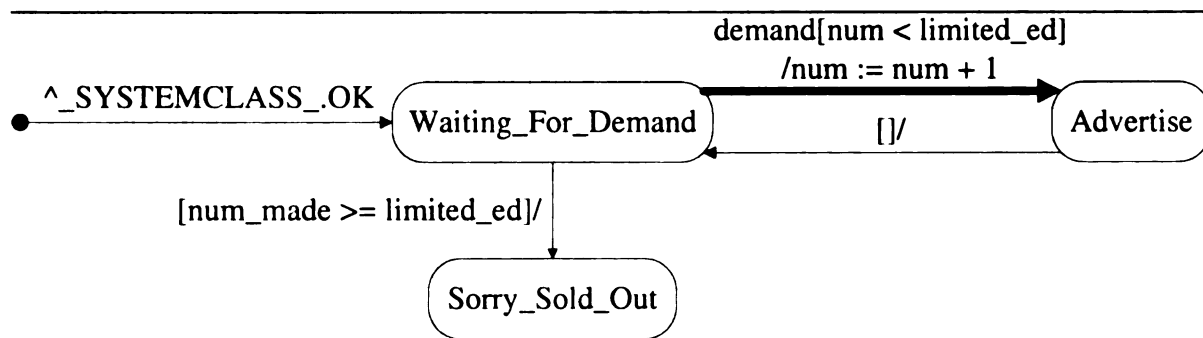 demand[num < limited_ed]
/num := num + 1
^_SYSTEMCLASS_.OK
Waiting_For_Demand
Advertise
[]/
[num_made >= limited_ed]/
Sorry_Sold_Out